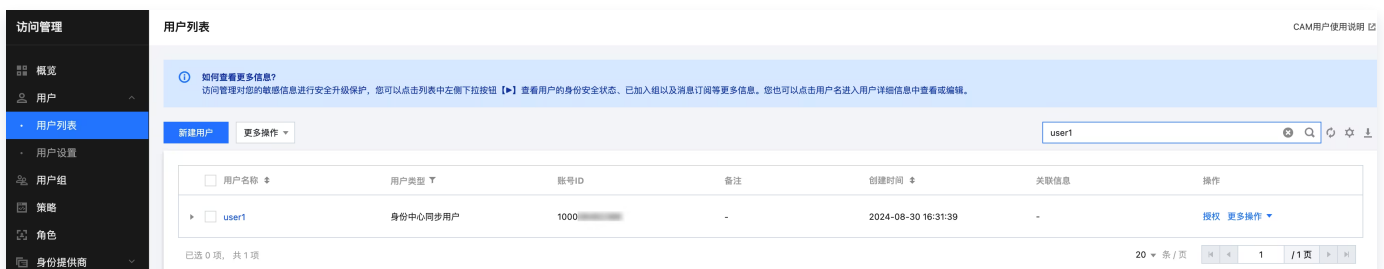 访问管理
用户列表
CAM用户使用说明
概览
用户
用户列表
用户设置
用户组
策略
角色
身份提供商
如何查看更多信息?
访问管理对您的敏感信息进行安全升级保护，您可以点击列表中左侧下拉按钮【▶】查看用户的身份安全状态、已加入组以及消息订阅等更多信息。您也可以点击用户名进入用户详细信息中查看或编辑。
新建用户 更多操作
user1
用户名称 用户类型 账号ID 备注 创建时间 关联信息 操作
user1 身份中心同步用户 1000 - 2024-08-30 16:31:39 - 授权 更多操作
已选 0 项，共 1 项
20 条 / 页 1 / 1 页